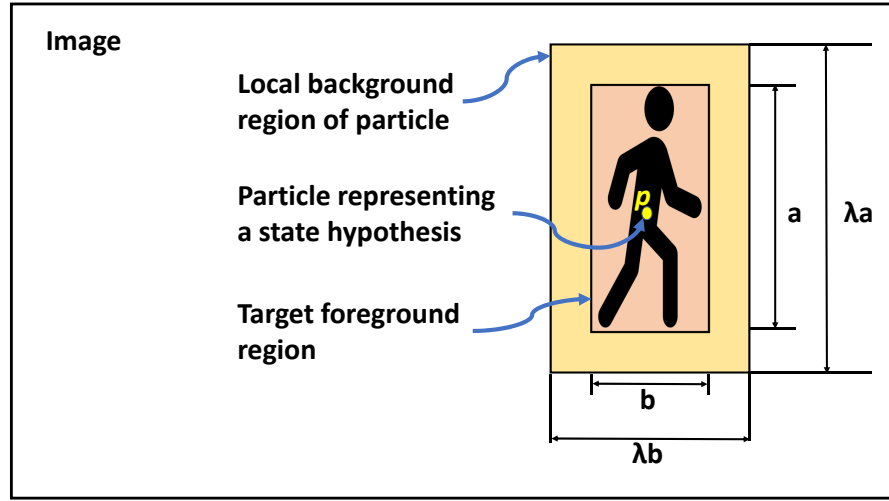 Image
Local background
region of particle
Particle representing
a state hypothesis
Target foreground
region
p
a
λa
b
λb